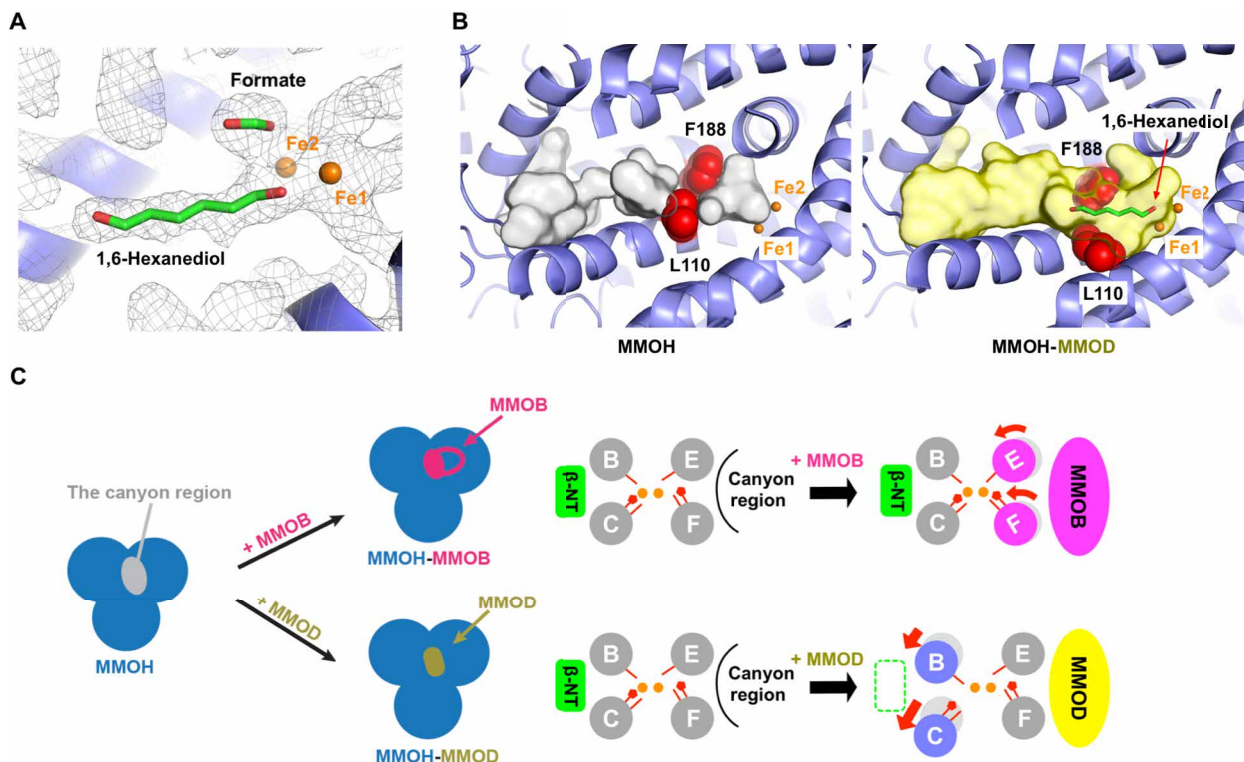 A
Formate
Fe2
Fe1
1,6-Hexanediol
B
F188
Fe2
Fe1
L110
MMOH
1,6-Hexanediol
F188
Fe2
Fe1
L110
MMOH-MMOD
C
The canyon region
MMOH
+ MMOB
+ MMOD
MMOB
MMOH-MMOB
MMOD
MMOH-MMOD
β-NT
B
E
C
F
Canyon
region
+ MMOB
β-NT
B
E
C
F
MMOB
β-NT
B
E
C
F
Canyon
region
+ MMOD
B
E
C
F
MMOD